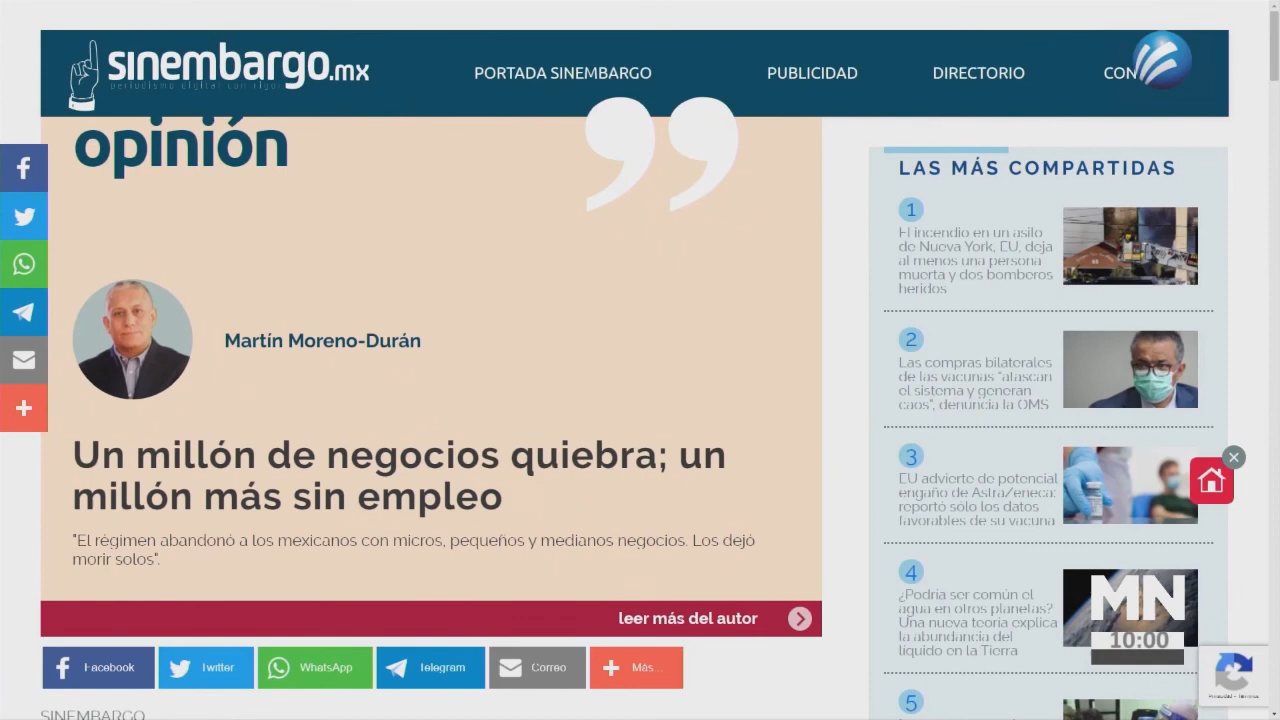 sinembargo.mx
periodismo digital con rigor
PORTADA SINEMBARGO
PUBLICIDAD
DIRECTORIO
CON
opinión
”
Martín Moreno-Durán
Un millón de negocios quiebra; un
millón más sin empleo
"El régimen abandonó a los mexicanos con micros, pequeños y medianos negocios. Los dejó
morir solos".
leer más del autor
Facebook
Twitter
WhatsApp
Telegram
Correo
Más...
SINEMBARGO
LAS MÁS COMPARTIDAS
1
El incendio en un asilo
de Nueva York, EU, deja
al menos una persona
muerta y dos bomberos
heridos
2
Las compras bilaterales
de las vacunas "atascan
el sistema y generan
caos", denuncia la OMS
3
EU advierte de potencial
engaño de AstraZeneca:
reportó sólo los datos
favorables de su vacuna
4
¿Podría ser común el
agua en otros planetas?
Una nueva teoría explica
la abundancia del
líquido en la Tierra
5
MN
10:00
Privacidad - Términos